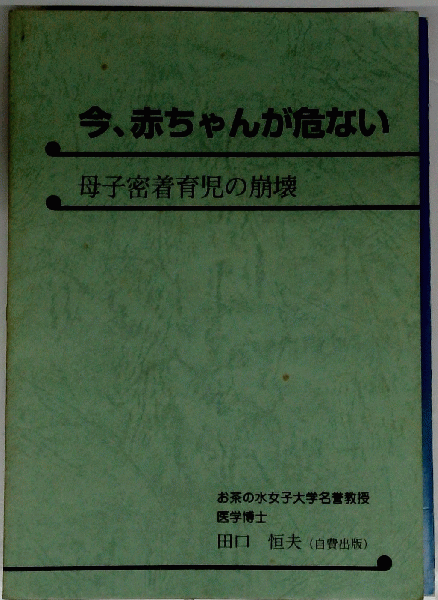 今、赤ちゃんが危ない
母子密着育児の崩壊
お茶の水女子大学名誉教授
医学博士
田口 恒夫（自費出版）